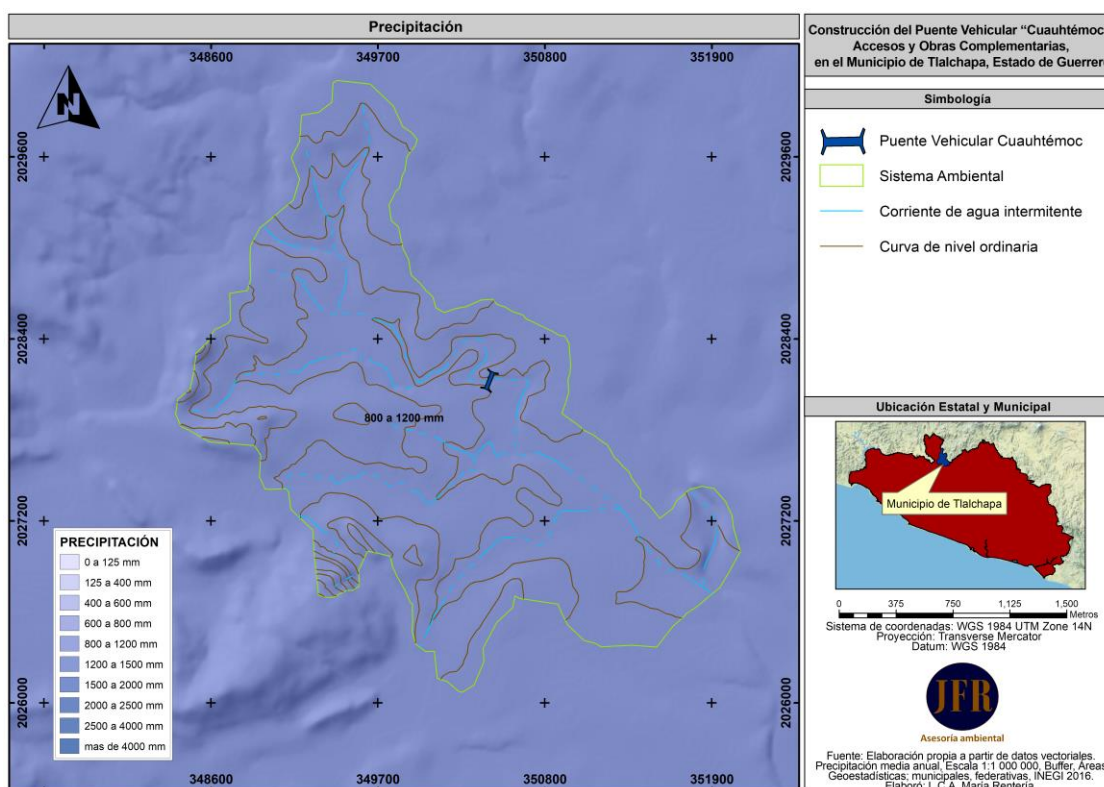 Precipitación
348600 349700 350800 351900
2029600 2029600
2028400 2028400
2027200 2027200
2026000 2026000
348600 349700 350800 351900
N
800 a 1200 mm
PRECIPITACIÓN
0 a 125 mm
125 a 400 mm
400 a 600 mm
600 a 800 mm
800 a 1200 mm
1200 a 1500 mm
1500 a 2000 mm
2000 a 2500 mm
2500 a 4000 mm
mas de 4000 mm
Construcción del Puente Vehicular “Cuauhtémoc
Accesos y Obras Complementarias,
en el Municipio de Tlalchapa, Estado de Guerrero
Simbología
Puente Vehicular Cuauhtémoc
Sistema Ambiental
Corriente de agua intermitente
Curva de nivel ordinaria
Ubicación Estatal y Municipal
Municipio de Tlalchapa
0 375 750 1,125 1,500
Metros
Sistema de coordenadas: WGS 1984 UTM Zone 14N
Proyección: Transverse Mercator
Datum: WGS 1984
JFR
Asesoría ambiental
Fuente: Elaboración propia a partir de datos vectoriales.
Precipitación media anual, Escala 1:1 000 000, Buffer, Áreas
Geoestadísticas; municipales, federativas, INEGI 2016.
Elaboró: L.C.A. Maria Rentería